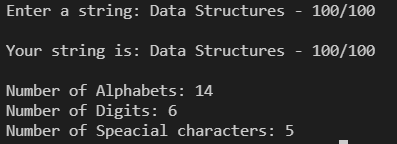 Enter a string: Data Structures - 100/100
Your string is: Data Structures - 100/100
Number of Alphabets: 14
Number of Digits: 6
Number of Speacial characters: 5